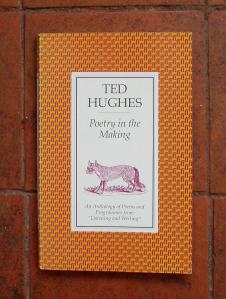 TED
HUGHES
Poetry in the
Making
An Anthology of Poems and
Programmes from
"Listening and Writing"